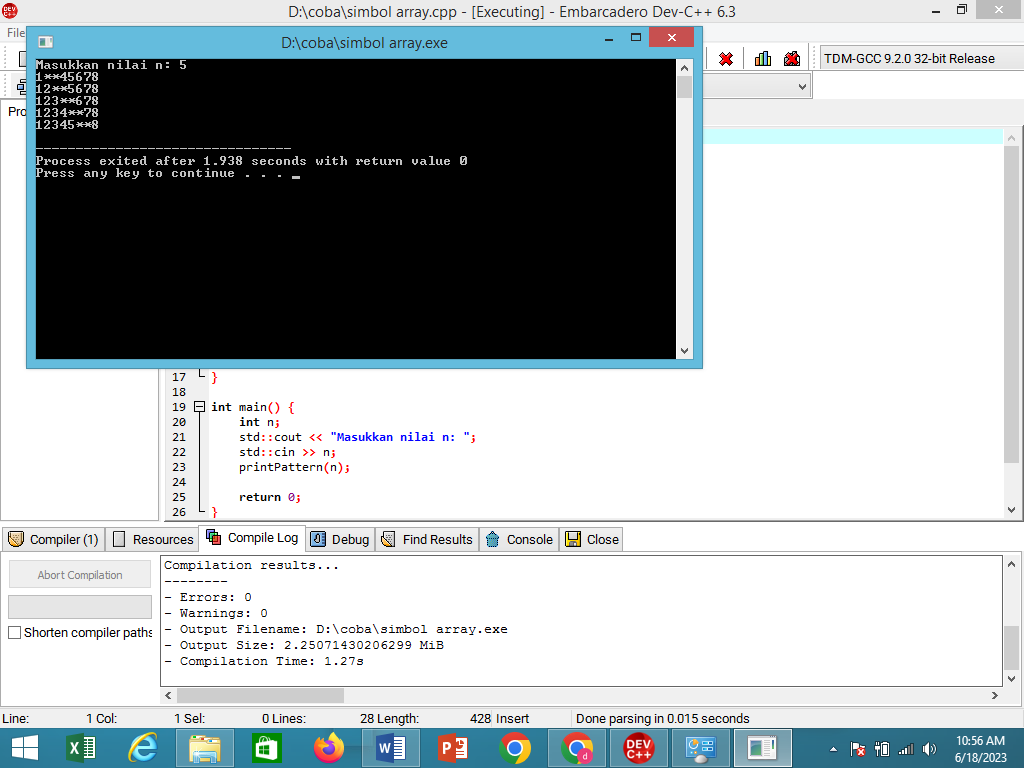 D:\coba\simbol array.cpp - [Executing] - Embarcadero Dev-C++ 6.3
File
D:\coba\simbol array.exe
TDM-GCC 9.2.0 32-bit Release
Masukkan nilai n: 5
1**45678
12**5678
123**678
1234**78
12345**8
--------------------------------
Process exited after 1.938 seconds with return value 0
Press any key to continue . . . _
Pro
17 }
18
19 int main() {
20 int n;
21 std::cout << "Masukkan nilai n: ";
22 std::cin >> n;
23 printPattern(n);
24
25 return 0;
26 }
Compiler (1) Resources Compile Log Debug Find Results Console Close
Abort Compilation
Shorten compiler paths
Compilation results...
--------
- Errors: 0
- Warnings: 0
- Output Filename: D:\coba\simbol array.exe
- Output Size: 2.25071430206299 MiB
- Compilation Time: 1.27s
Line: 1 Col: 1 Sel: 0 Lines: 28 Length: 428 Insert Done parsing in 0.015 seconds
DEV C++
10:56 AM
6/18/2023